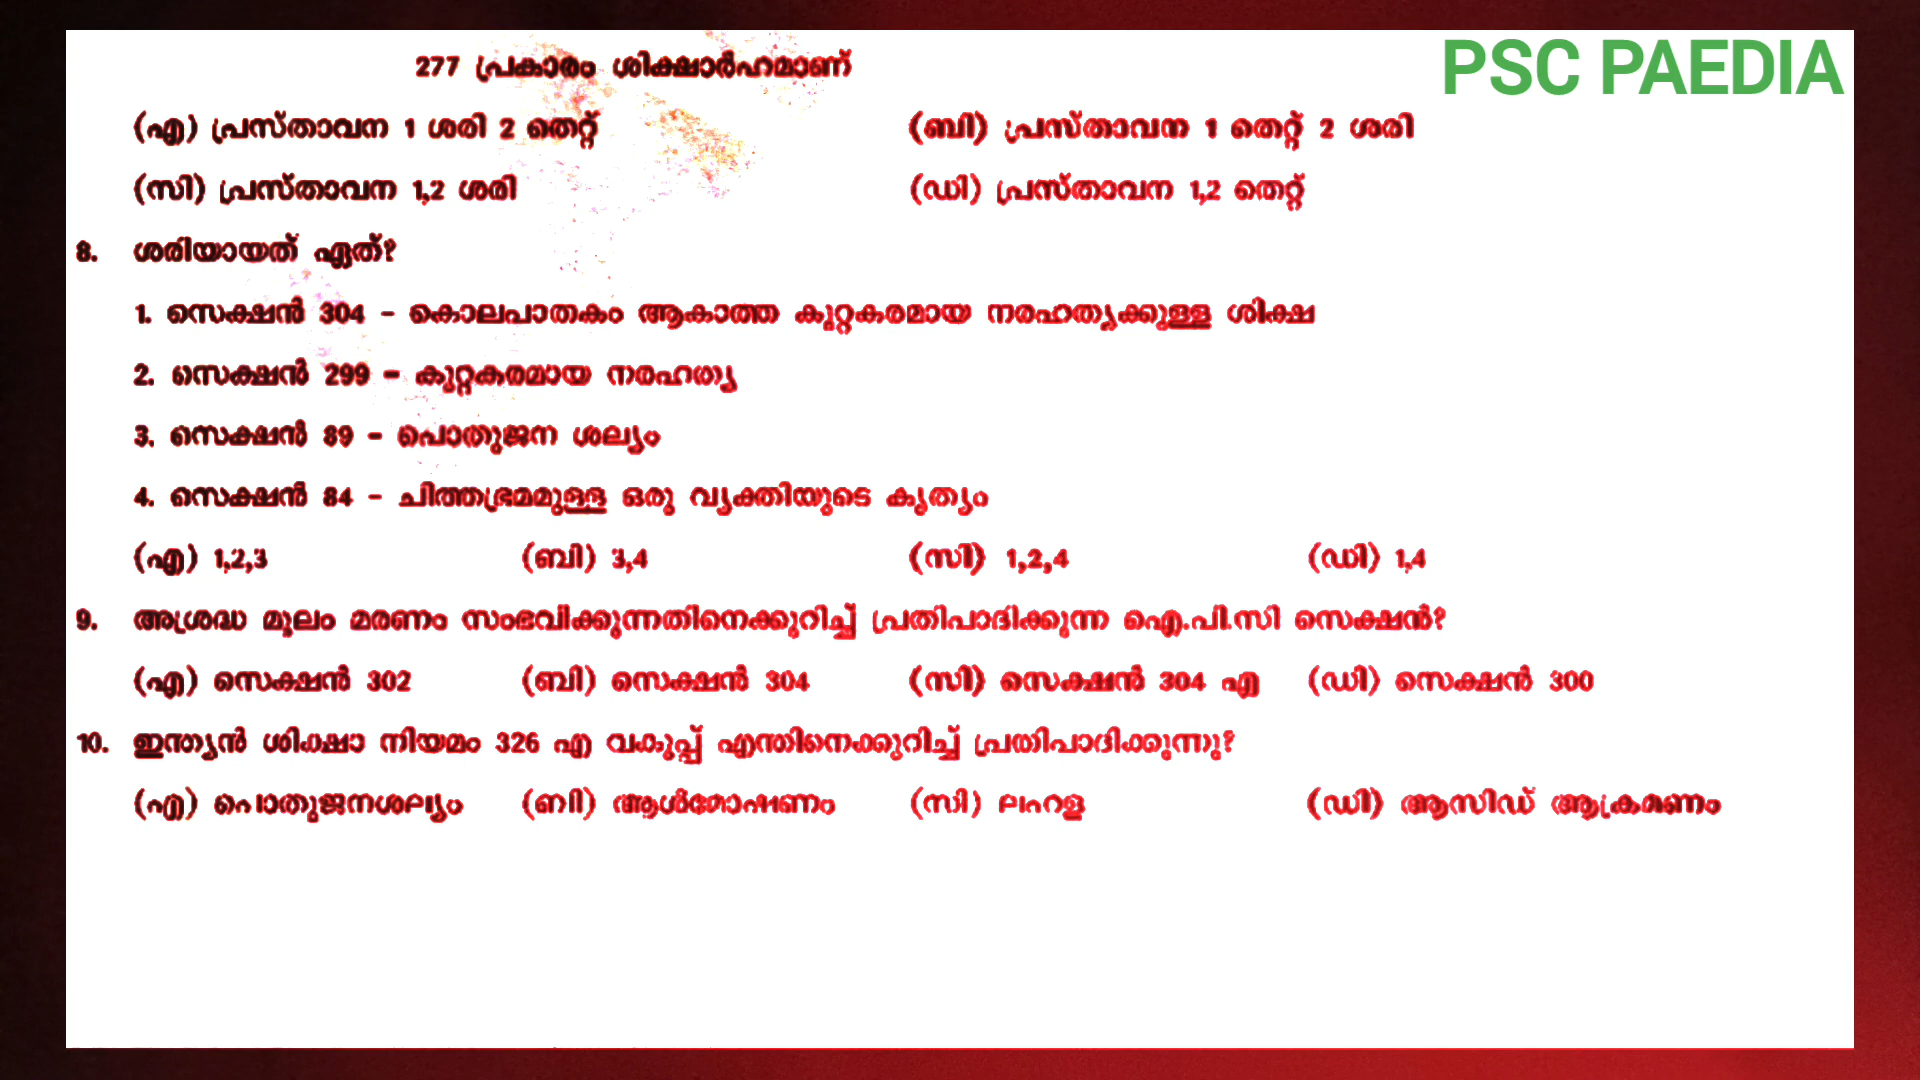 PSC PAEDIA
277 പ്രകാരം ശിക്ഷാർഹമാണ്
(എ) പ്രസ്താവന 1 ശരി 2 തെറ്റ് (ബി) പ്രസ്താവന 1 തെറ്റ് 2 ശരി
(സി) പ്രസ്താവന 1,2 ശരി (ഡി) പ്രസ്താവന 1,2 തെറ്റ്
8. ശരിയായത് ഏത്?
1. സെക്ഷൻ 304 - കൊലപാതകം ആകാത്ത കുറ്റകരമായ നരഹത്യക്കുള്ള ശിക്ഷ
2. സെക്ഷൻ 299 - കുറ്റകരമായ നരഹത്യ
3. സെക്ഷൻ 89 - പൊതുജന ശല്യം
4. സെക്ഷൻ 84 - ചിത്തഭ്രമമുള്ള ഒരു വ്യക്തിയുടെ കൃത്യം
(എ) 1,2,3 (ബി) 3,4 (സി) 1,2,4 (ഡി) 1,4
9. അശ്രദ്ധ മൂലം മരണം സംഭവിക്കുന്നതിനെക്കുറിച്ച് പ്രതിപാദിക്കുന്ന ഐ.പി.സി സെക്ഷൻ?
(എ) സെക്ഷൻ 302 (ബി) സെക്ഷൻ 304 (സി) സെക്ഷൻ 304 എ (ഡി) സെക്ഷൻ 300
10. ഇന്ത്യൻ ശിക്ഷാ നിയമം 326 എ വകുപ്പ് എന്തിനെക്കുറിച്ച് പ്രതിപാദിക്കുന്നു?
(എ) പൊതുജനശല്യം (ബി) ആൾമോഷണം (സി) ലഹള (ഡി) ആസിഡ് ആക്രമണം